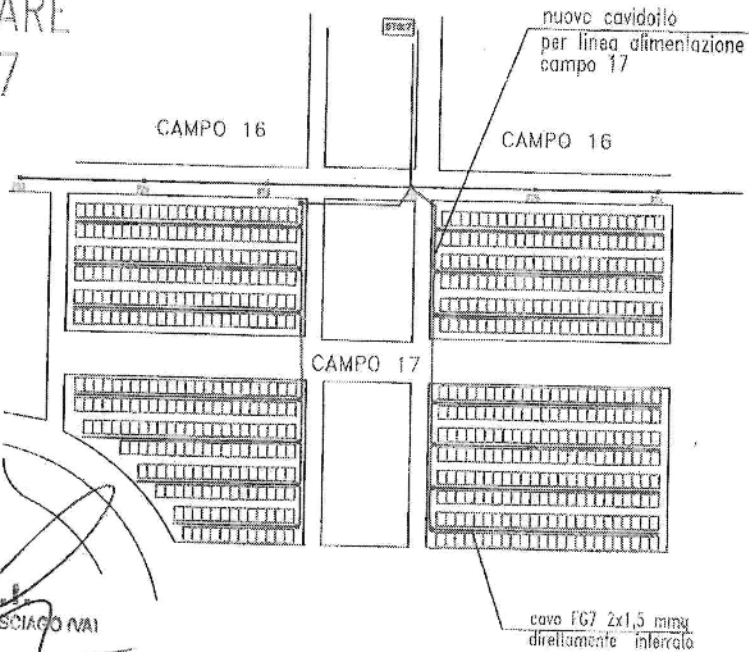 ARE
7
nuovo cavidotto
per linea alimentazione
campo 17
CAMPO 16
CAMPO 16
CAMPO 17
SCIAGO (VA)
cavo FG7 2x1,5 mmq
direttamente interrato